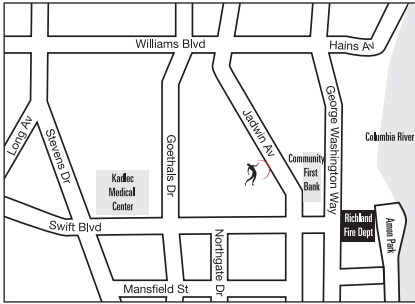 Williams Blvd
Hains Av
Long Av
Stevens Dr
Goethals Dr
Jadwin Av
George Washington Way
Columbia River
Kadlec
Medical
Center
Community
First
Bank
Richland
Fire Dept
Amon Park
Swift Blvd
Northgate Dr
Mansfield St